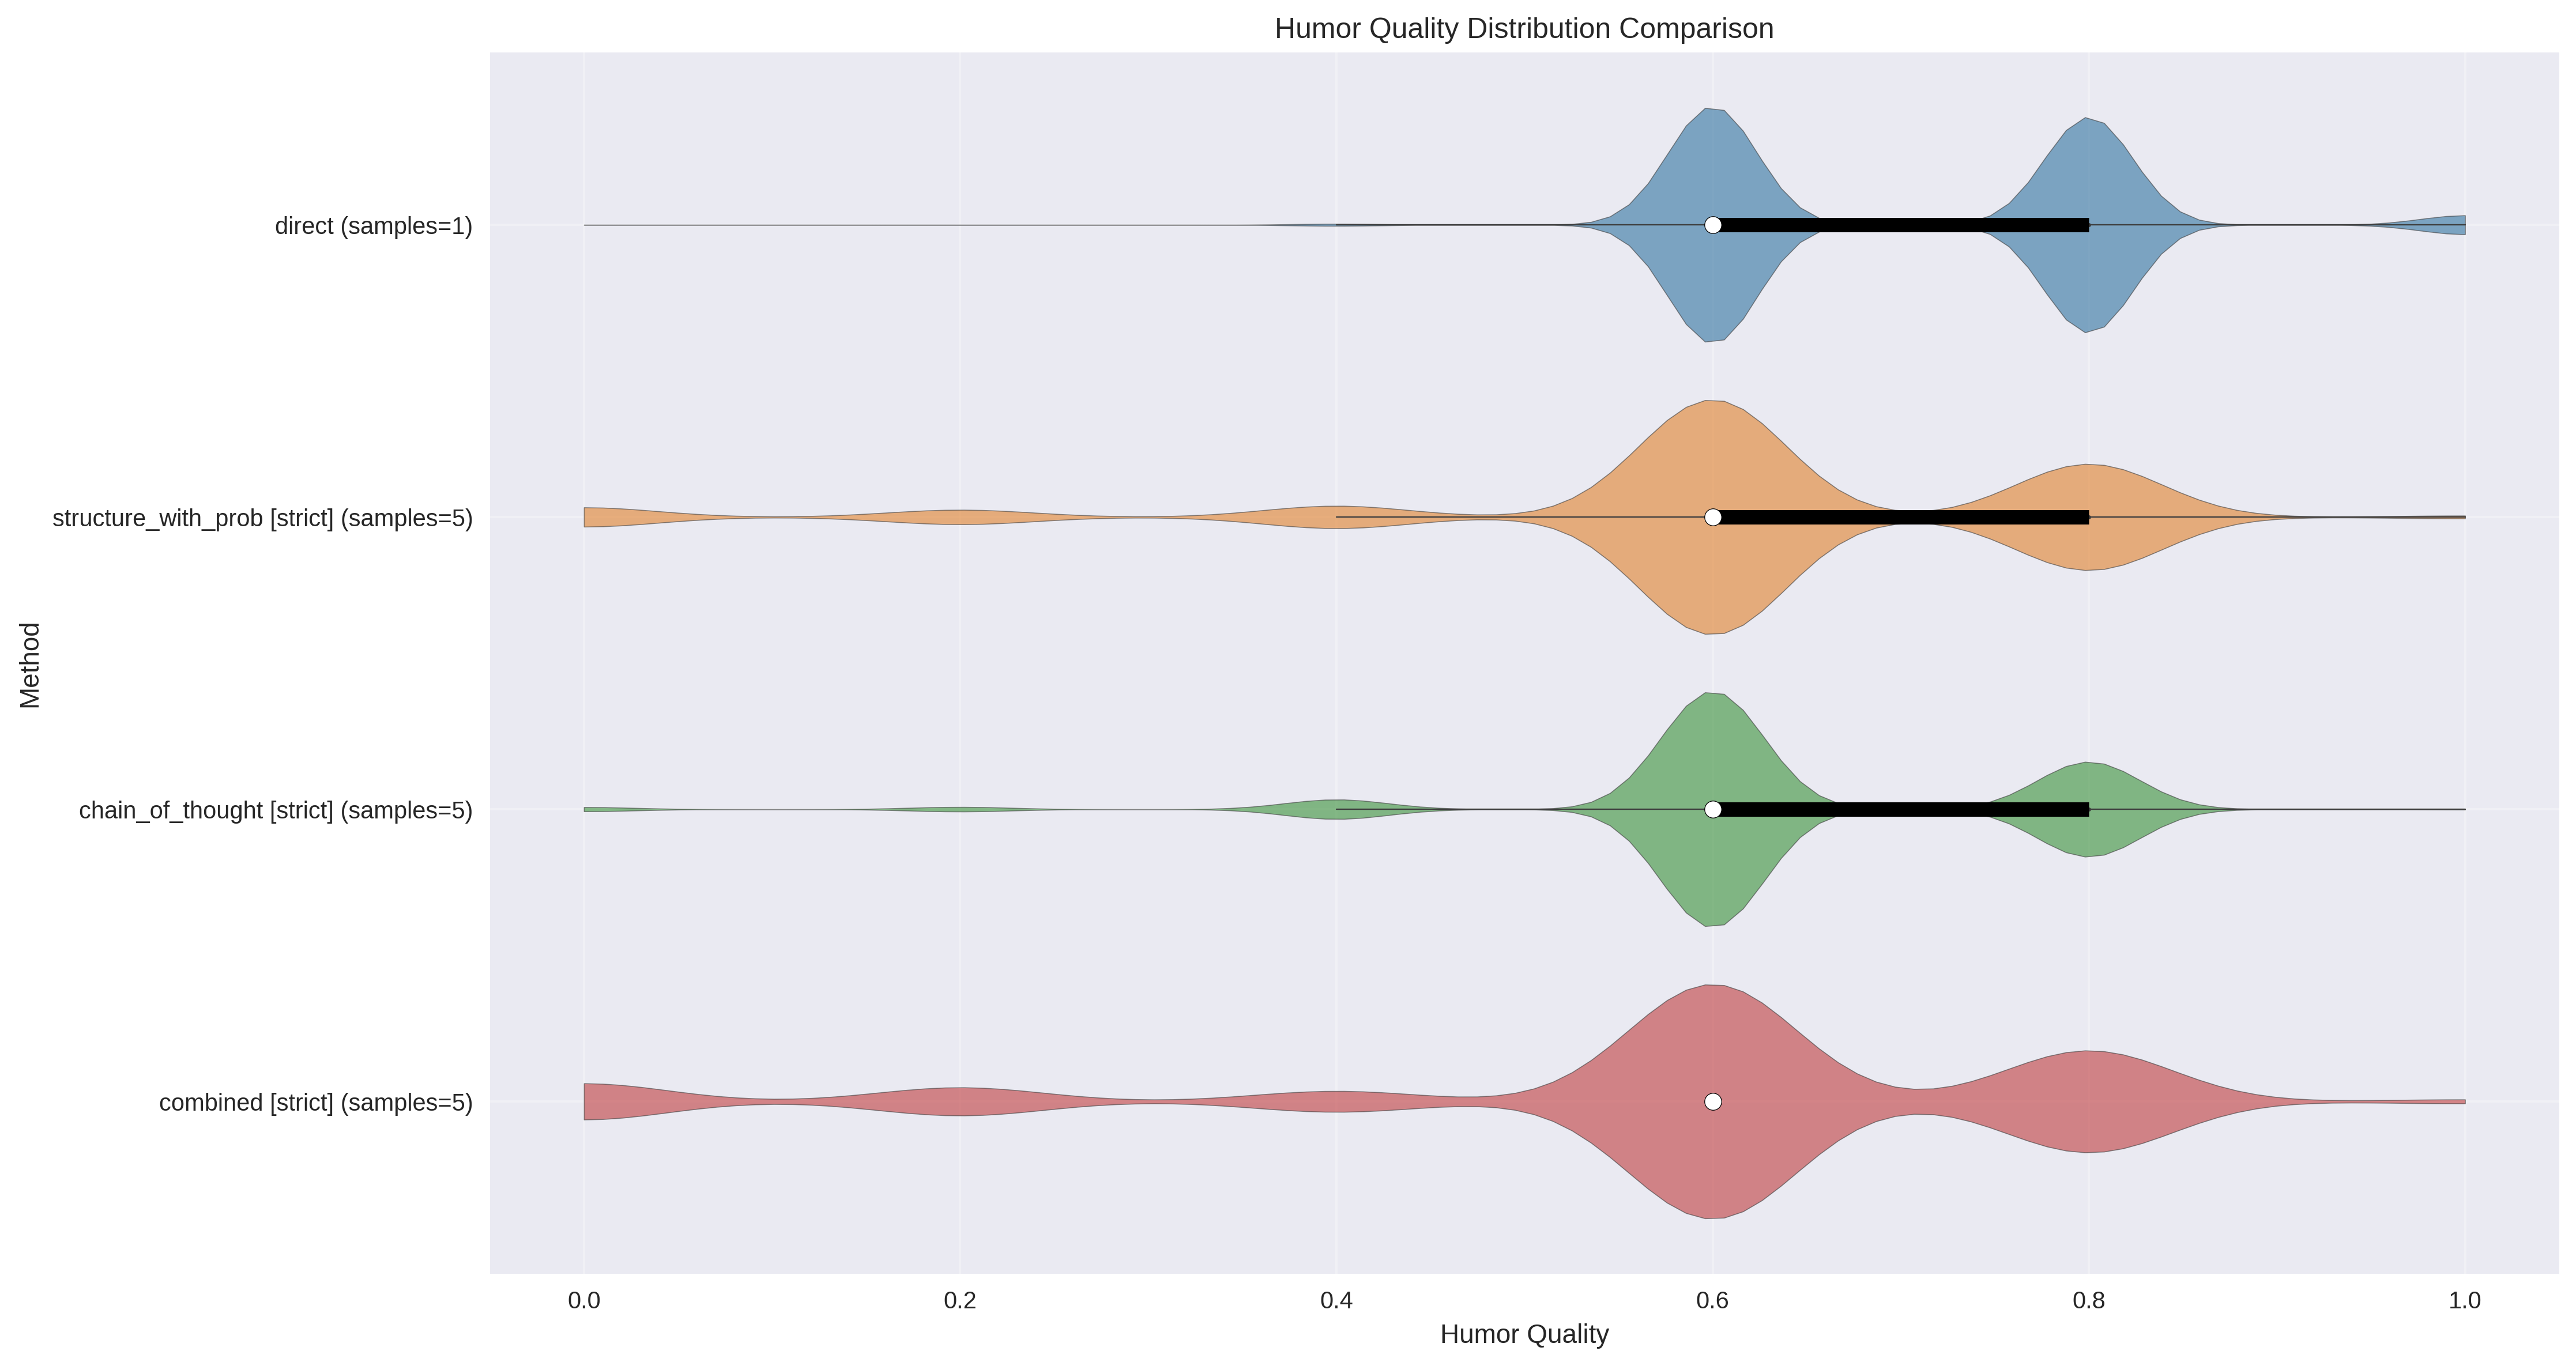 Humor Quality Distribution Comparison
direct (samples=1)
structure_with_prob [strict] (samples=5)
chain_of_thought [strict] (samples=5)
combined [strict] (samples=5)
Method
0.0 0.2 0.4 0.6 0.8 1.0
Humor Quality